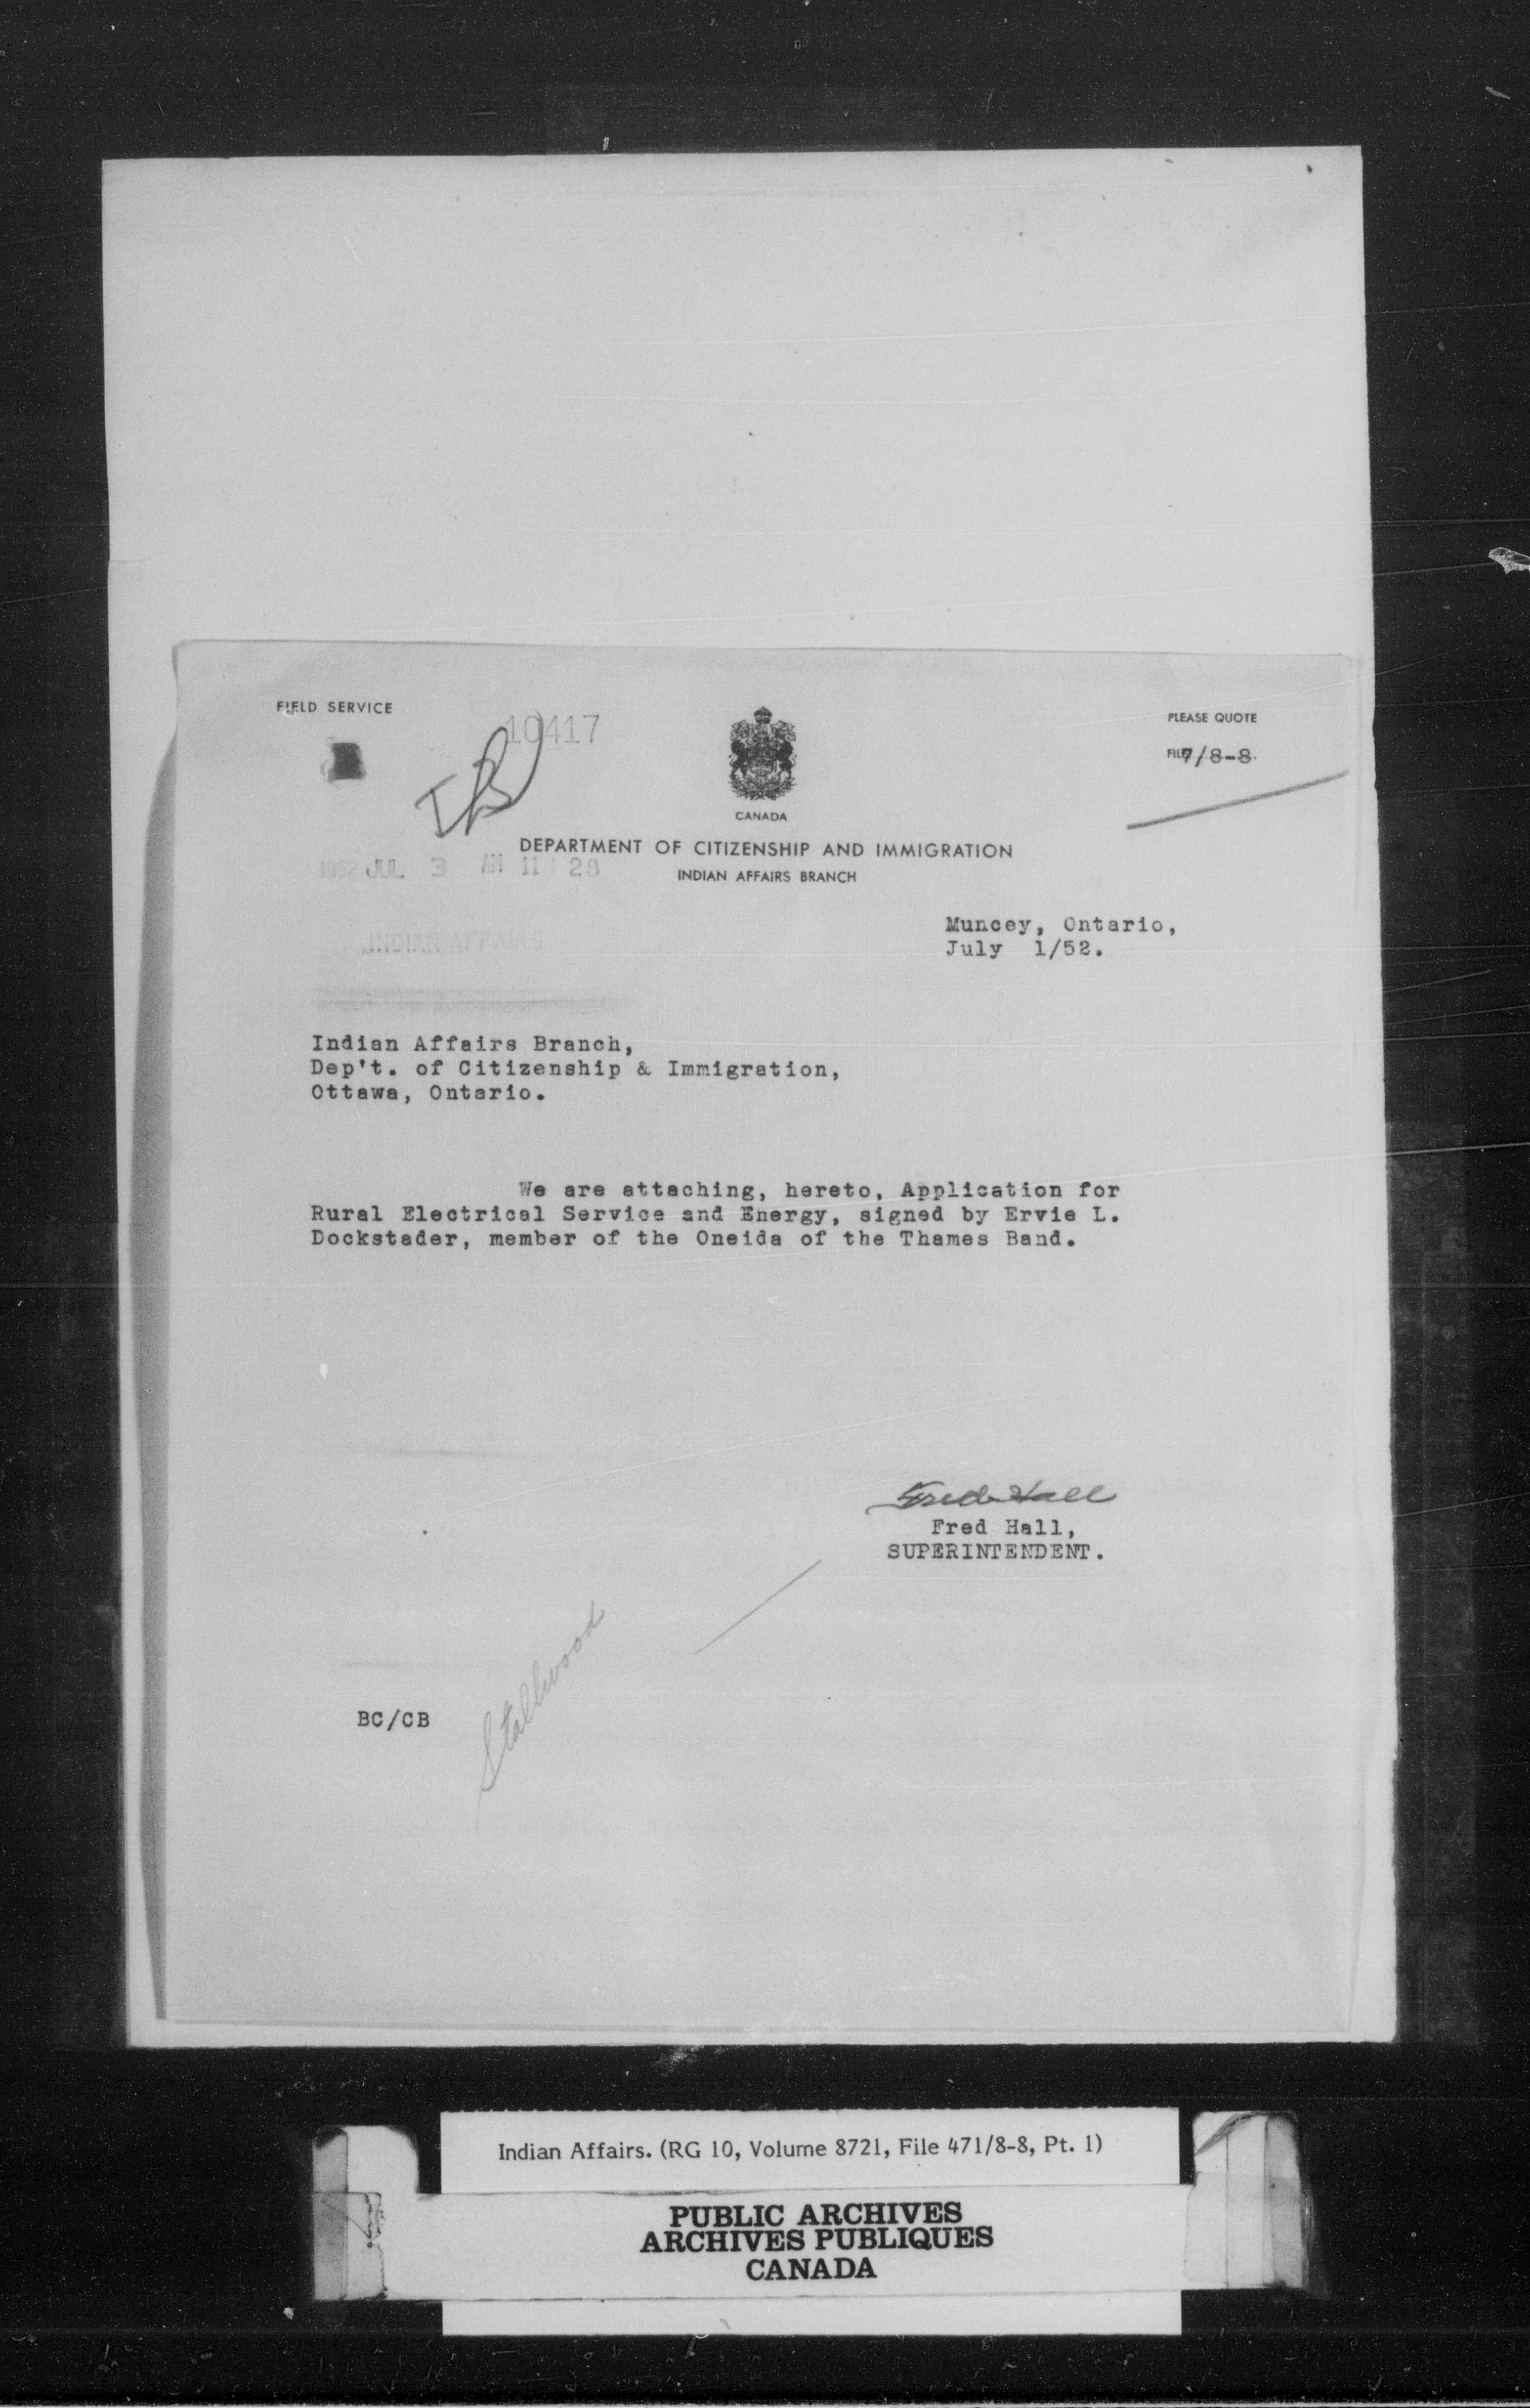 FIELD SERVICE
10417
PLEASE QUOTE
FILE 7/8-8
CANADA
DEPARTMENT OF CITIZENSHIP AND IMMIGRATION
1952 JUL 3 AM 11:28
INDIAN AFFAIRS BRANCH
INDIAN AFFAIRS
Muncey, Ontario,
July 1/52.
Indian Affairs Branch,
Dep't. of Citizenship & Immigration,
Ottawa, Ontario.
We are attaching, hereto, Application for
Rural Electrical Service and Energy, signed by Ervie L.
Dockstader, member of the Oneida of the Thames Band.
Fred Hall
Fred Hall,
SUPERINTENDENT.
Stallwood
BC/CB
Indian Affairs. (RG 10, Volume 8721, File 471/8-8, Pt. 1)
PUBLIC ARCHIVES
ARCHIVES PUBLIQUES
CANADA